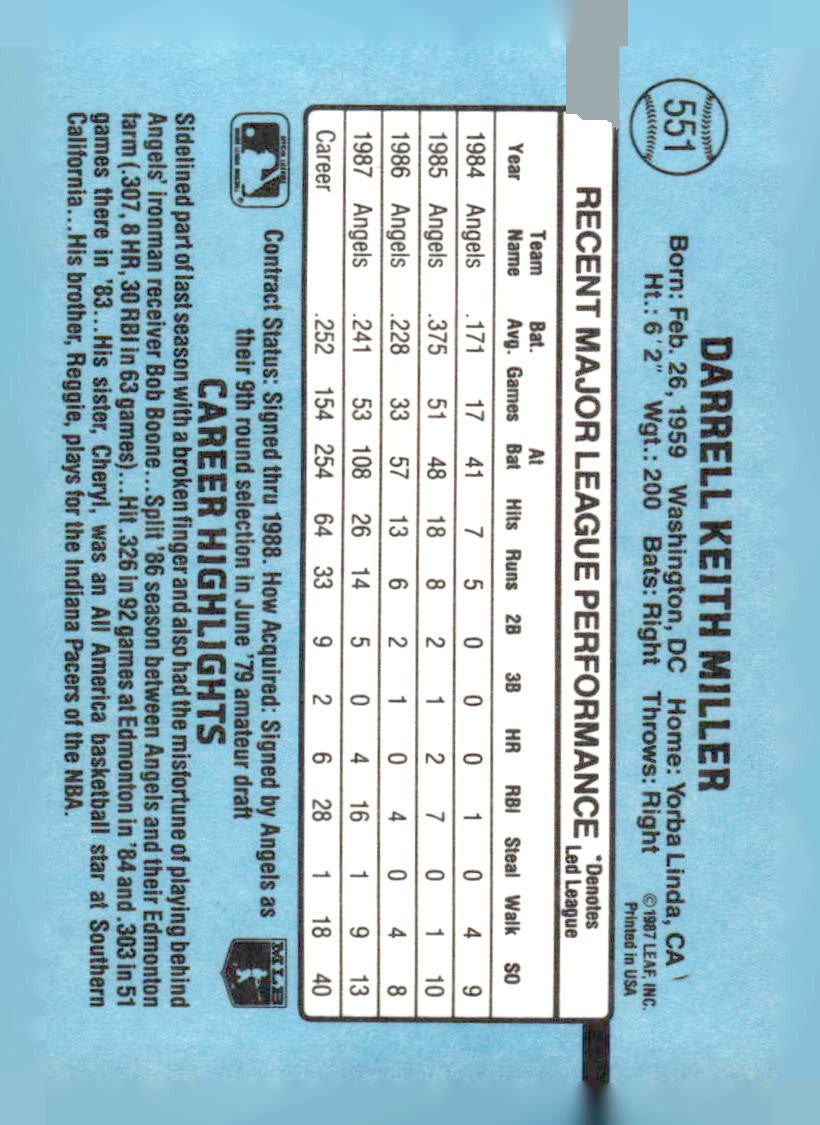 551
DARRELL KEITH MILLER
Born: Feb. 26, 1959 Washington, DC Home: Yorba Linda, CA
Ht.: 6'2" Wgt.: 200 Bats: Right Throws: Right
©1987 LEAF, INC.
Printed in USA
RECENT MAJOR LEAGUE PERFORMANCE
*Denotes
Led League
Year Team Name Bat. Avg. Games At Bat Hits Runs 2B 3B HR RBI Steal Walk SO
1984 Angels .171 17 41 7 5 0 0 0 1 0 4 9
1985 Angels .375 51 48 18 8 2 1 2 7 0 1 10
1986 Angels .228 33 57 13 6 2 1 0 4 0 4 8
1987 Angels .241 53 108 26 14 5 0 4 16 1 9 13
Career .252 154 254 64 33 9 2 6 28 1 18 40
Contract Status: Signed thru 1988. How Acquired: Signed by Angels as
their 9th round selection in June '79 amateur draft
MLB
CAREER HIGHLIGHTS
Sidelined part of last season with a broken finger and also had the misfortune of playing behind
Angels' ironman receiver Bob Boone... Split '86 season between Angels and their Edmonton
farm (.307, 8 HR, 30 RBI in 63 games)...Hit .326 in 92 games at Edmonton in '84 and .303 in 51
games there in '83...His sister, Cheryl, was an All America basketball star at Southern
California...His brother, Reggie, plays for the Indiana Pacers of the NBA.